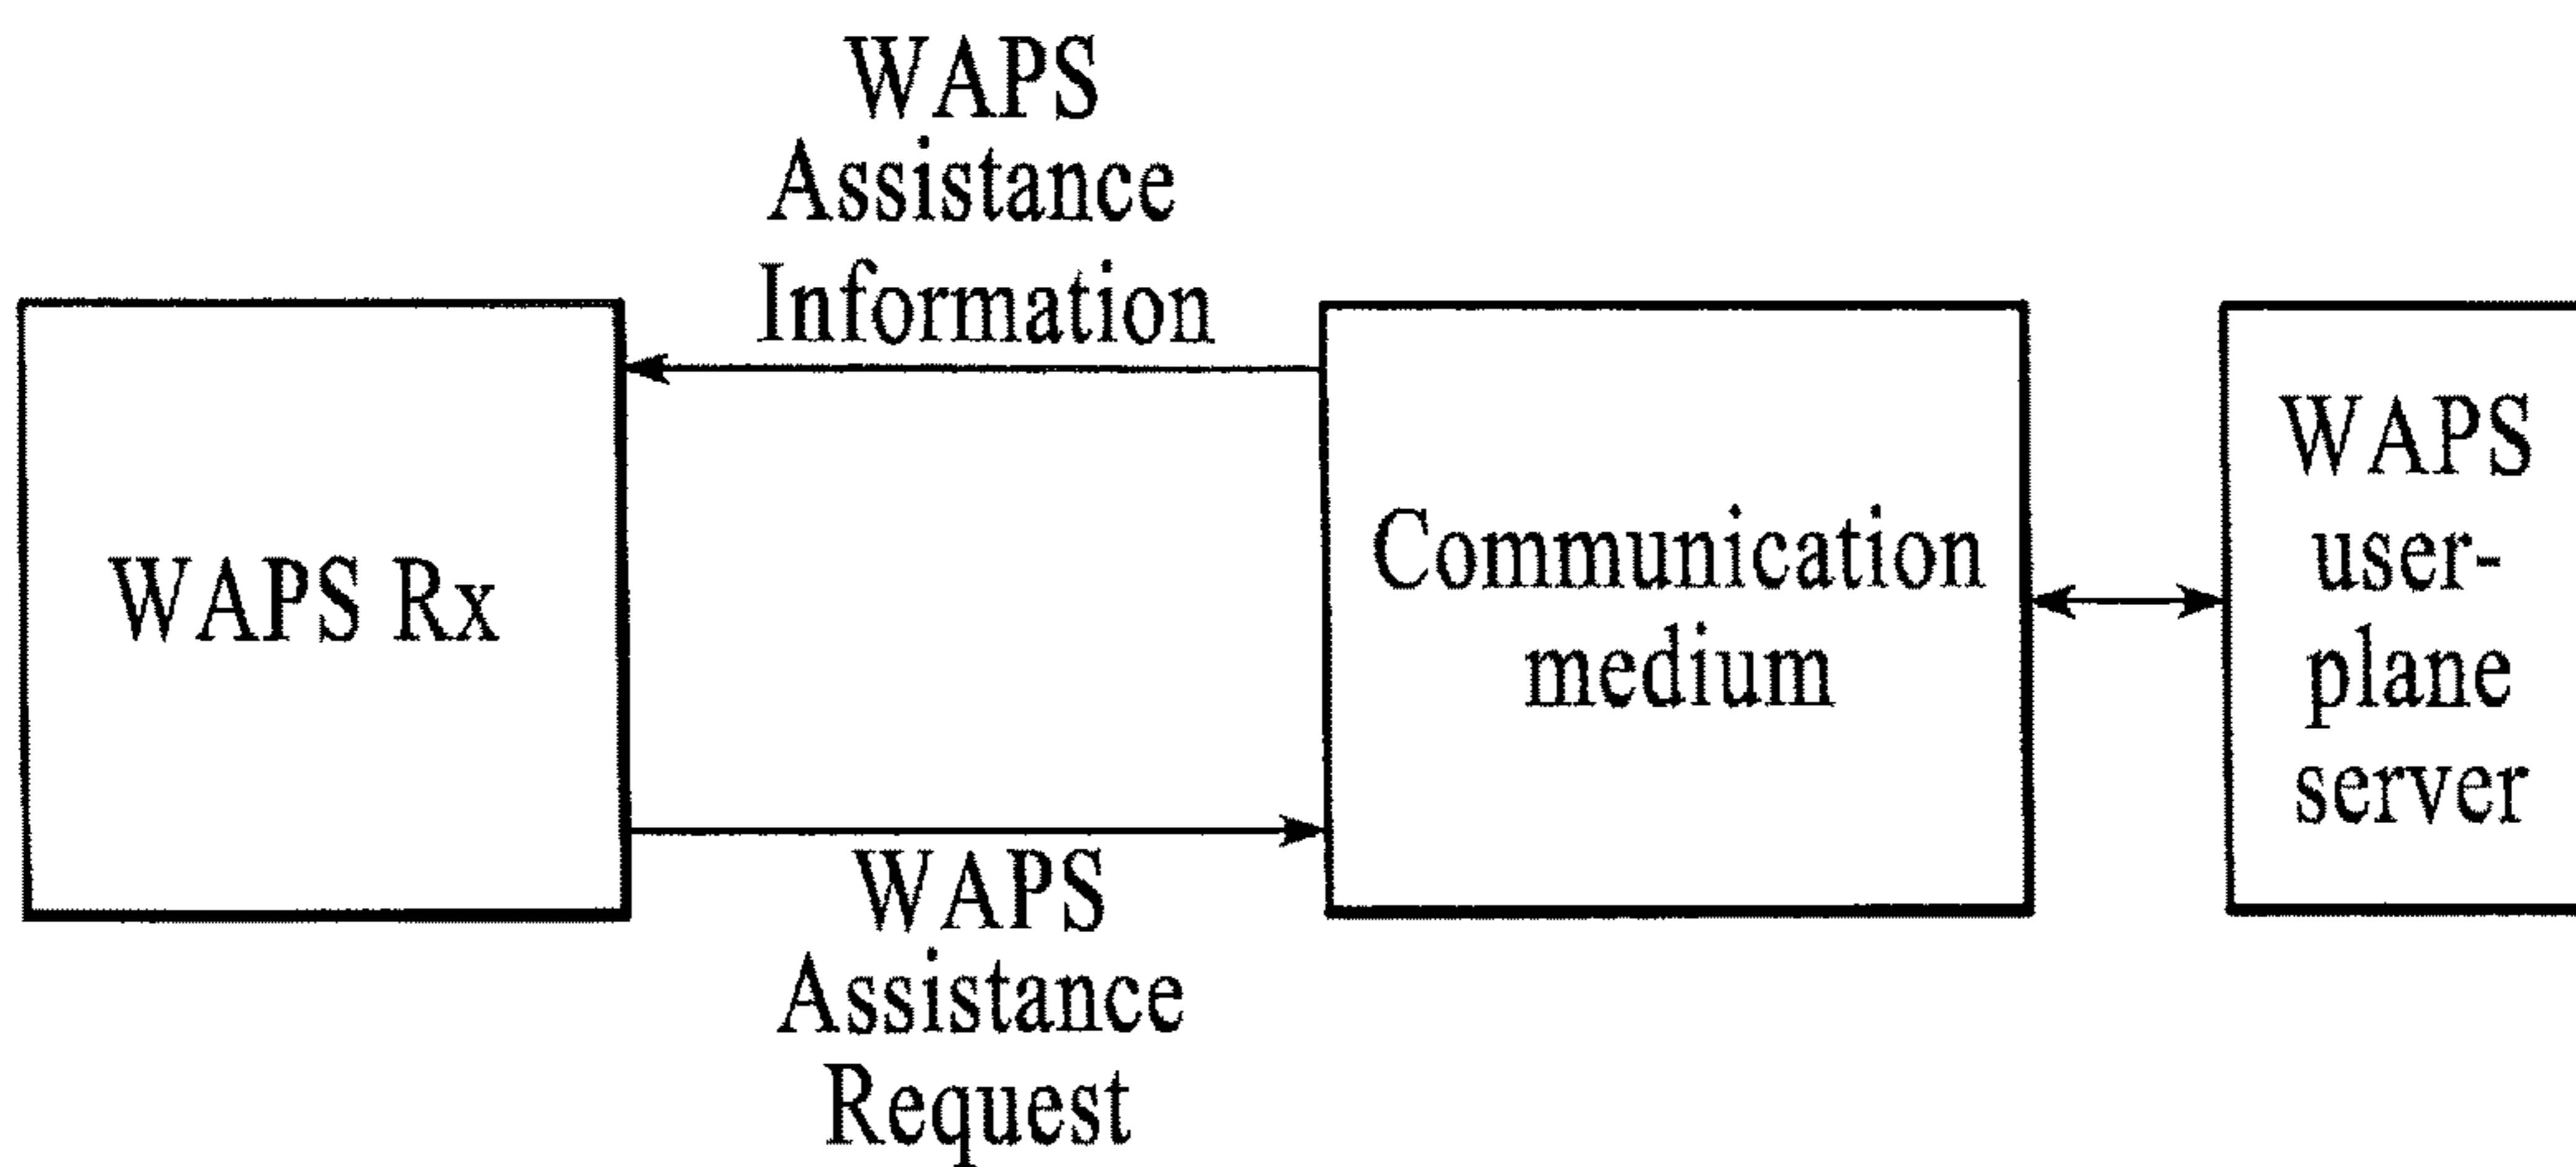 WAPS
Assistance
Information
WAPS Rx
Communication
medium
WAPS
user-
plane
server
WAPS
Assistance
Request